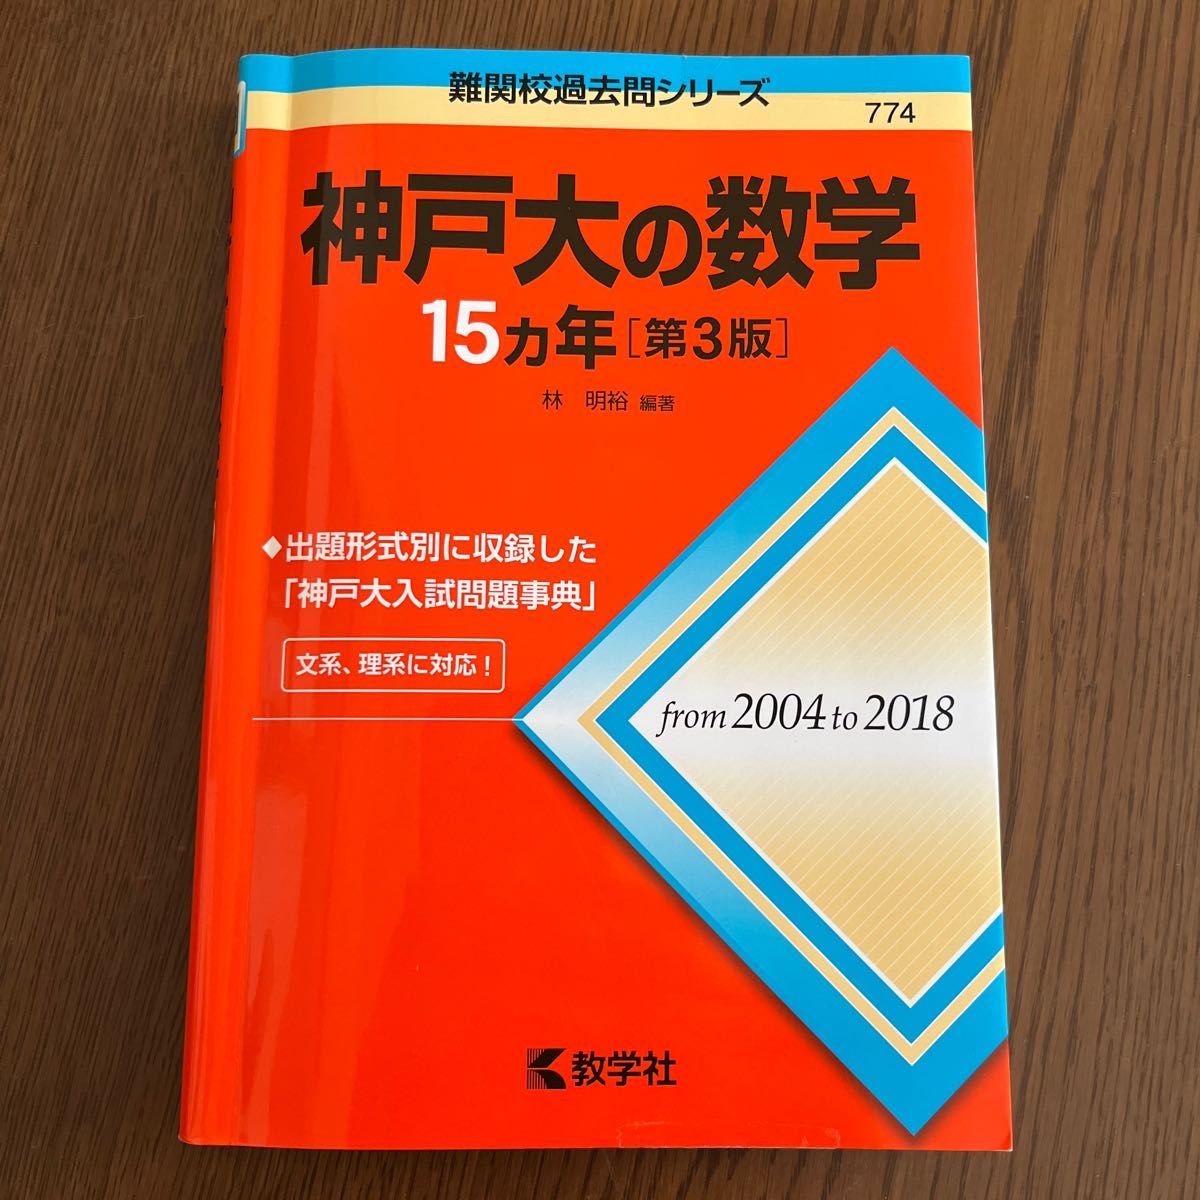 難関校過去問シリーズ
774
神戸大の数学
15ヵ年［第3版］
林　明裕 編著
◆出題形式別に収録した
「神戸大入試問題事典」
文系、理系に対応！
from 2004 to 2018
教学社